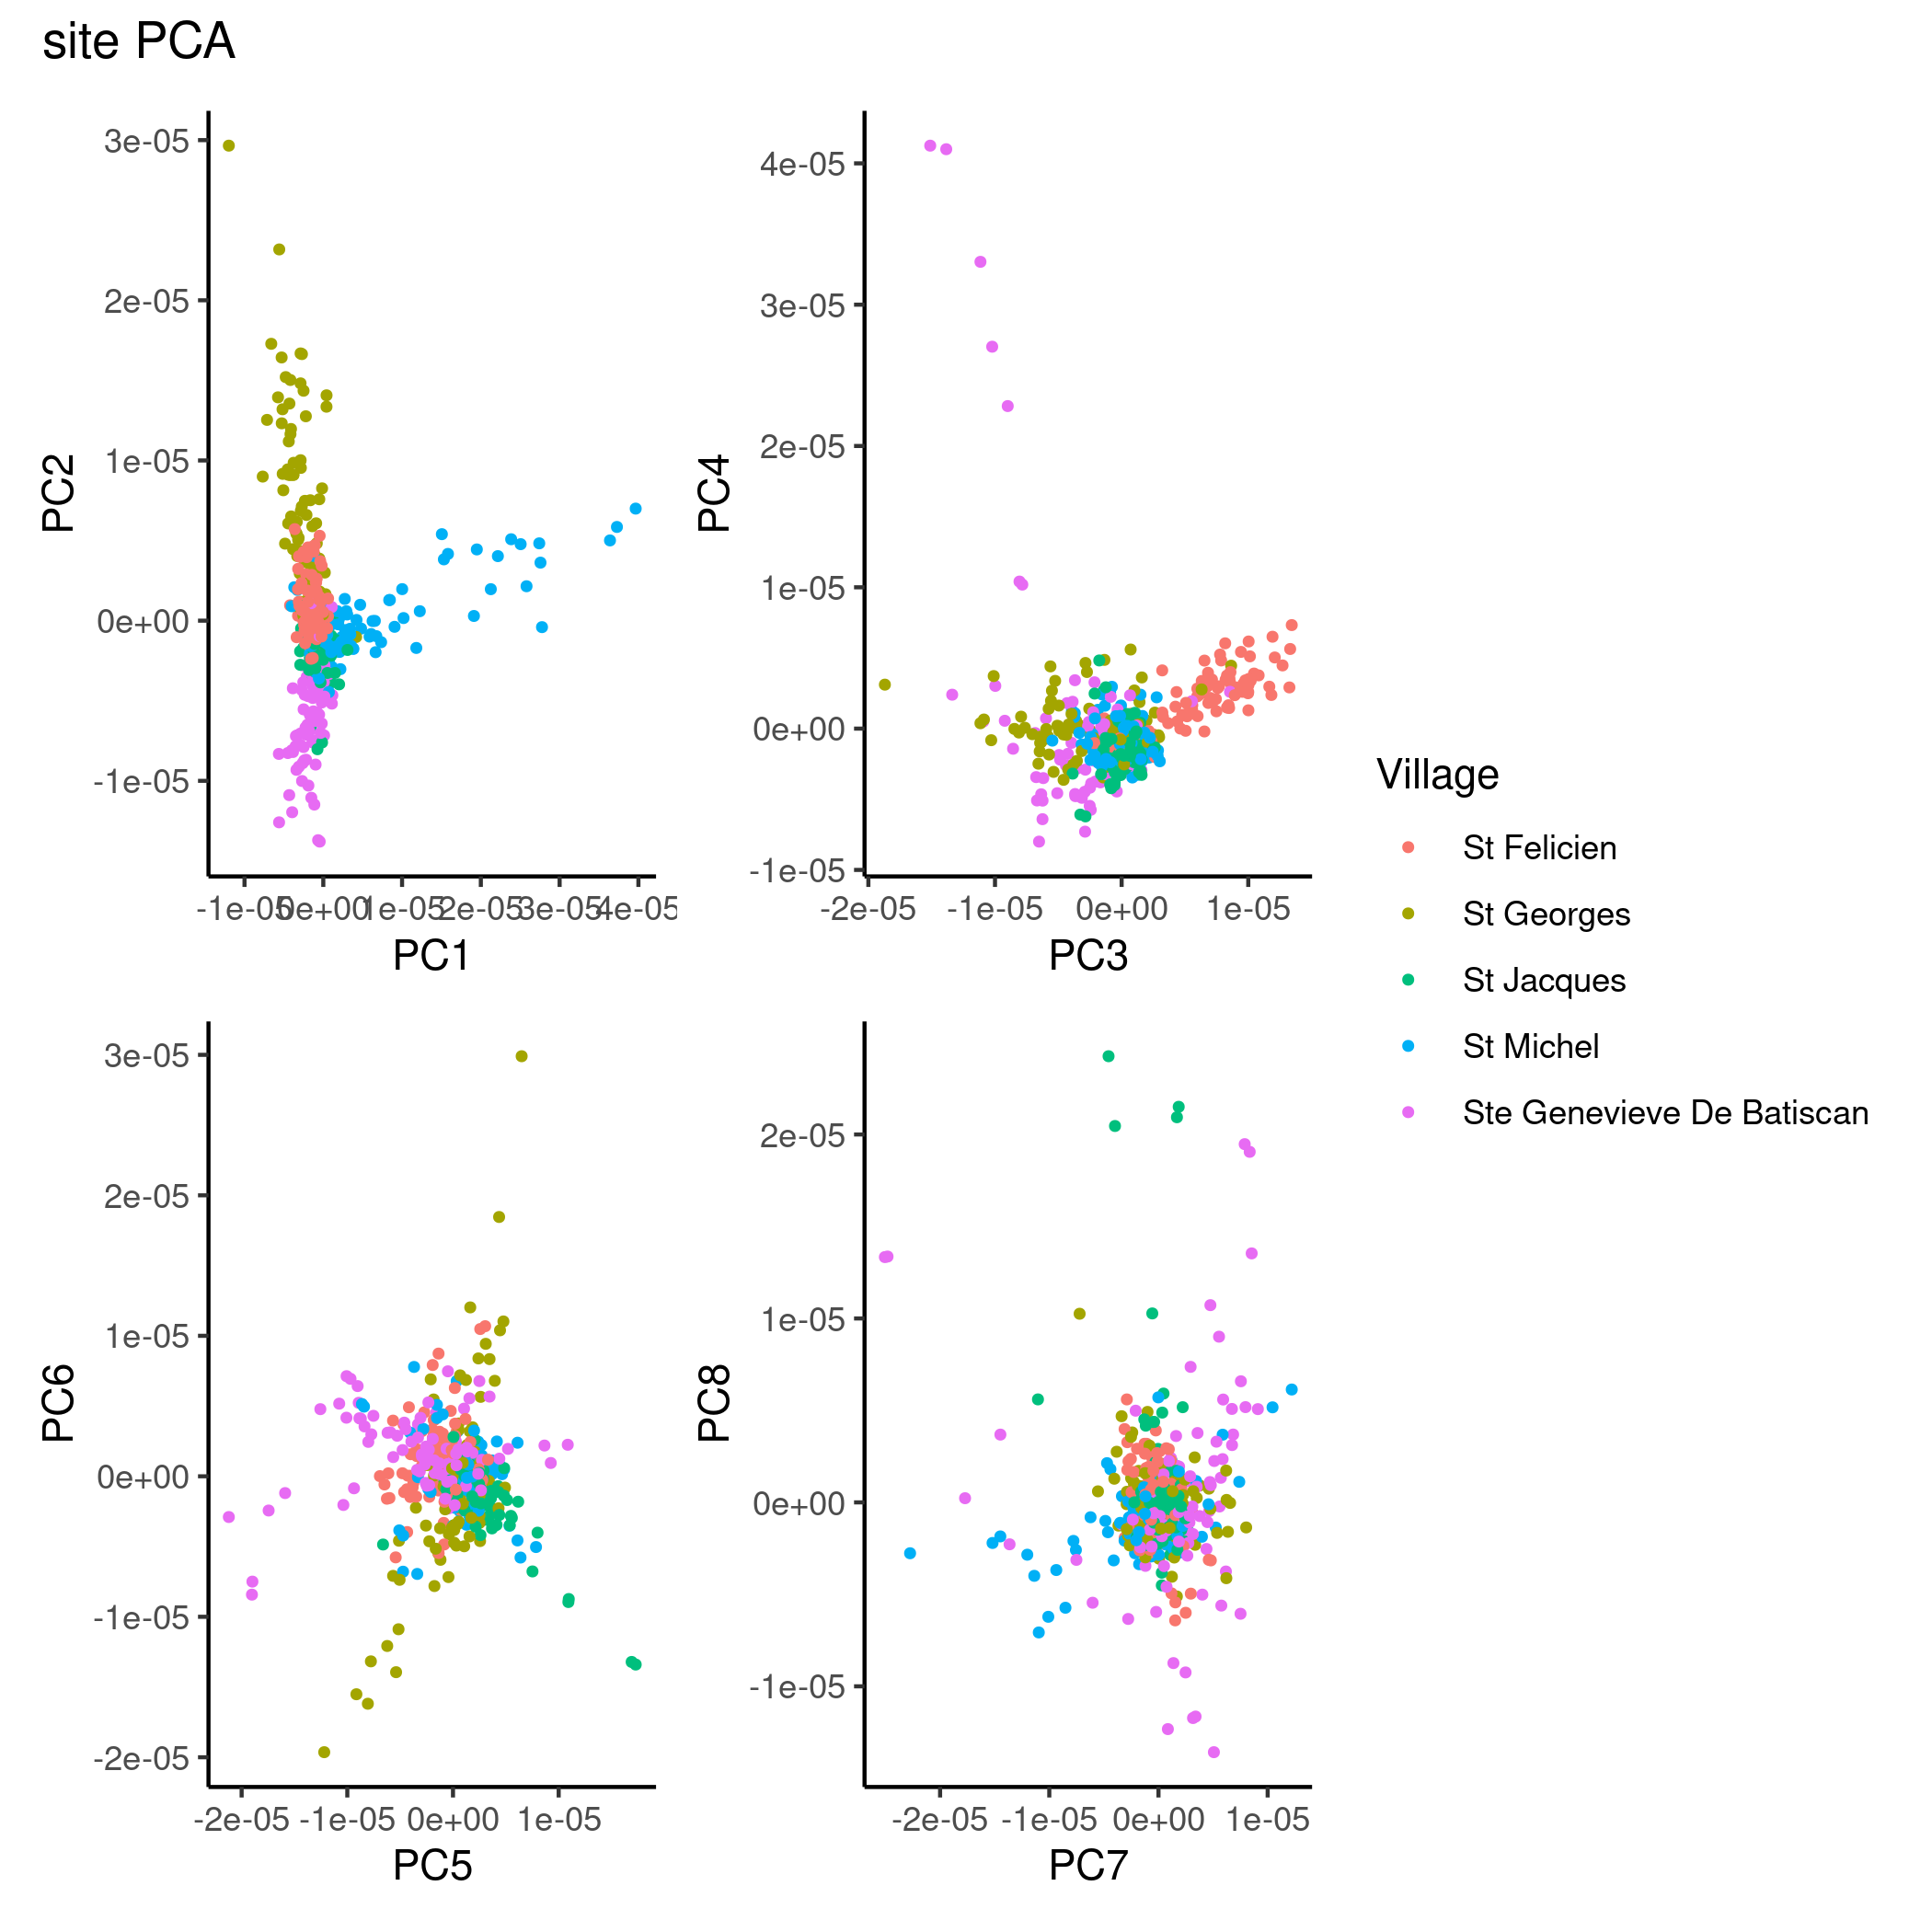 site PCA
3e-05
2e-05
1e-05
0e+00
-1e-05
PC2
-1e-05 0e+00 1e-05 2e-05 3e-05 4e-05
PC1
4e-05
3e-05
2e-05
1e-05
0e+00
-1e-05
PC4
-2e-05 -1e-05 0e+00 1e-05
PC3
3e-05
2e-05
1e-05
0e+00
-1e-05
-2e-05
PC6
-2e-05 -1e-05 0e+00 1e-05
PC5
2e-05
1e-05
0e+00
-1e-05
PC8
-2e-05 -1e-05 0e+00 1e-05
PC7
Village
St Felicien
St Georges
St Jacques
St Michel
Ste Genevieve De Batiscan